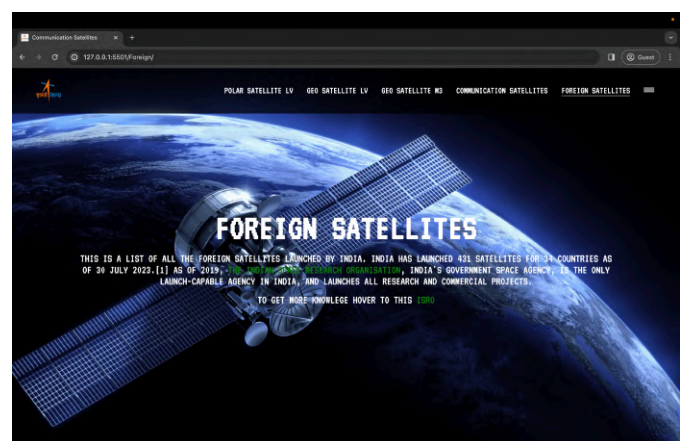 Communication Satellites
127.0.0.1:5501/Foreign/
Guest
इसरो isro
POLAR SATELLITE LV GEO SATELLITE LV GEO SATELLITE M3 COMMUNICATION SATELLITES FOREIGN SATELLITES
FOREIGN SATELLITES
THIS IS A LIST OF ALL THE FOREIGN SATELLITES LAUNCHED BY INDIA. INDIA HAS LAUNCHED 431 SATELLITES FOR 34 COUNTRIES AS
OF 30 JULY 2023.[1] AS OF 2019, THE INDIAN SPACE RESEARCH ORGANISATION, INDIA'S GOVERNMENT SPACE AGENCY, IS THE ONLY
LAUNCH-CAPABLE AGENCY IN INDIA, AND LAUNCHES ALL RESEARCH AND COMMERCIAL PROJECTS.
TO GET MORE KNOWLEGE HOVER TO THIS ISRO